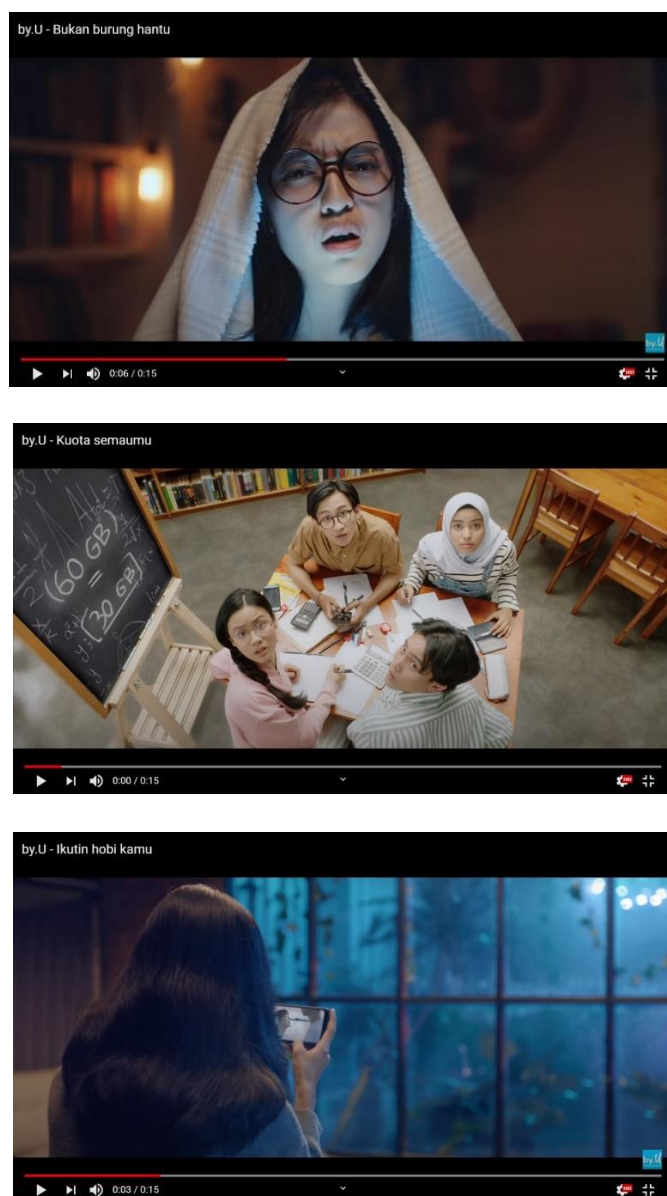 by.U - Bukan burung hantu
by.U
0:06 / 0:15
by.U - Kuota semaumu
(60 GB)
2
=
30 GB
0:00 / 0:15
by.U - Ikutin hobi kamu
by.U
0:03 / 0:15